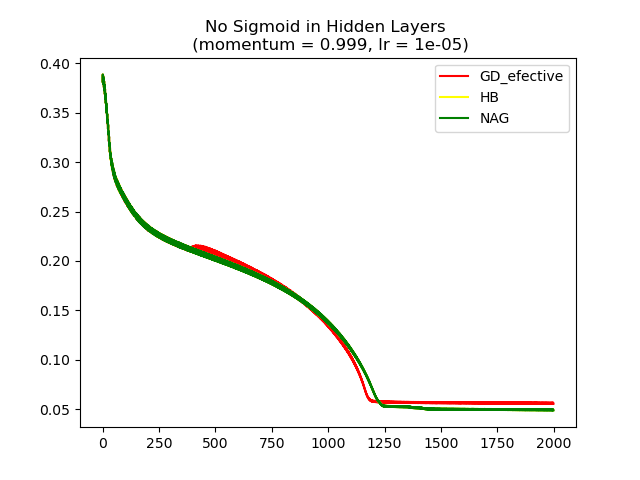 No Sigmoid in Hidden Layers
(momentum = 0.999, lr = 1e-05)
0.40
0.35
0.30
0.25
0.20
0.15
0.10
0.05
GD_efective
HB
NAG
0 250 500 750 1000 1250 1500 1750 2000